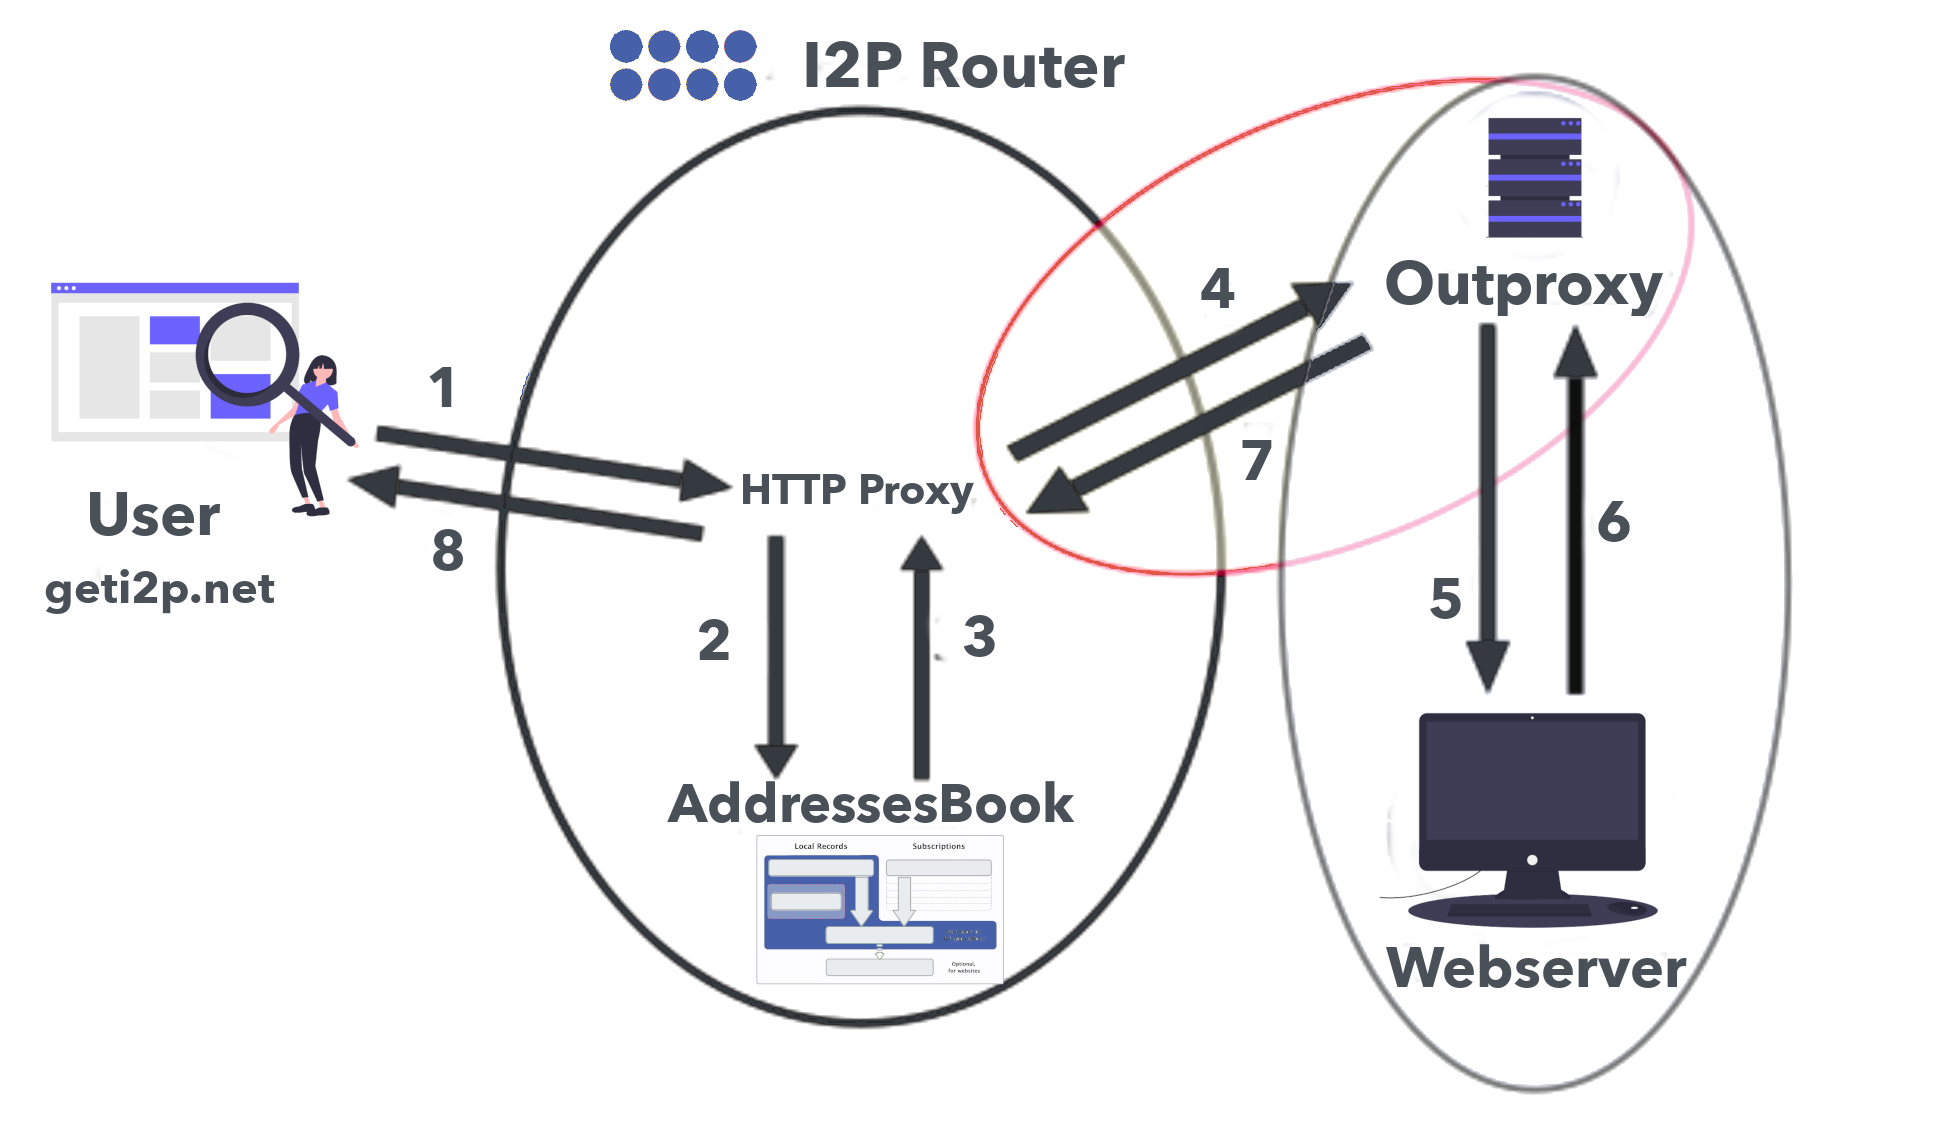 I2P Router
Outproxy
4
1
HTTP Proxy
7
User
geti2p.net
8
6
5
2
3
AddressesBook
Local Records
Subscriptions
Optional,
for websites
Webserver